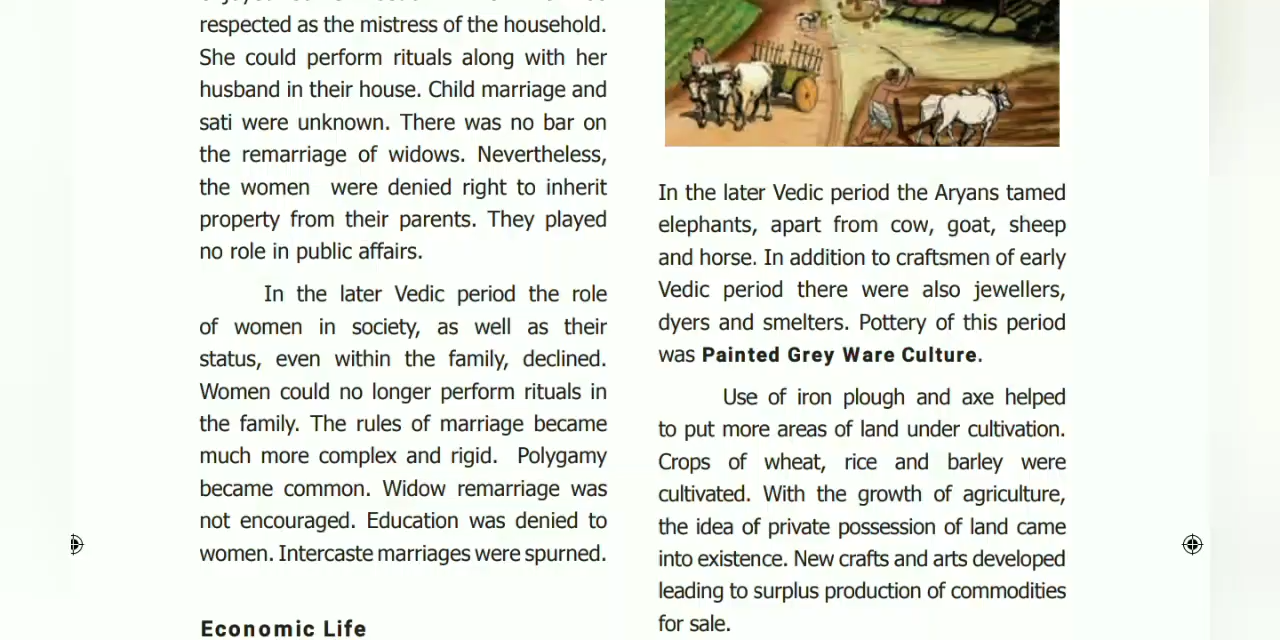 respected as the mistress of the household.
She could perform rituals along with her
husband in their house. Child marriage and
sati were unknown. There was no bar on
the remarriage of widows. Nevertheless,
the women were denied right to inherit
property from their parents. They played
no role in public affairs.
In the later Vedic period the role
of women in society, as well as their
status, even within the family, declined.
Women could no longer perform rituals in
the family. The rules of marriage became
much more complex and rigid. Polygamy
became common. Widow remarriage was
not encouraged. Education was denied to
women. Intercaste marriages were spurned.
Economic Life
In the later Vedic period the Aryans tamed
elephants, apart from cow, goat, sheep
and horse. In addition to craftsmen of early
Vedic period there were also jewellers,
dyers and smelters. Pottery of this period
was Painted Grey Ware Culture.
Use of iron plough and axe helped
to put more areas of land under cultivation.
Crops of wheat, rice and barley were
cultivated. With the growth of agriculture,
the idea of private possession of land came
into existence. New crafts and arts developed
leading to surplus production of commodities
for sale.